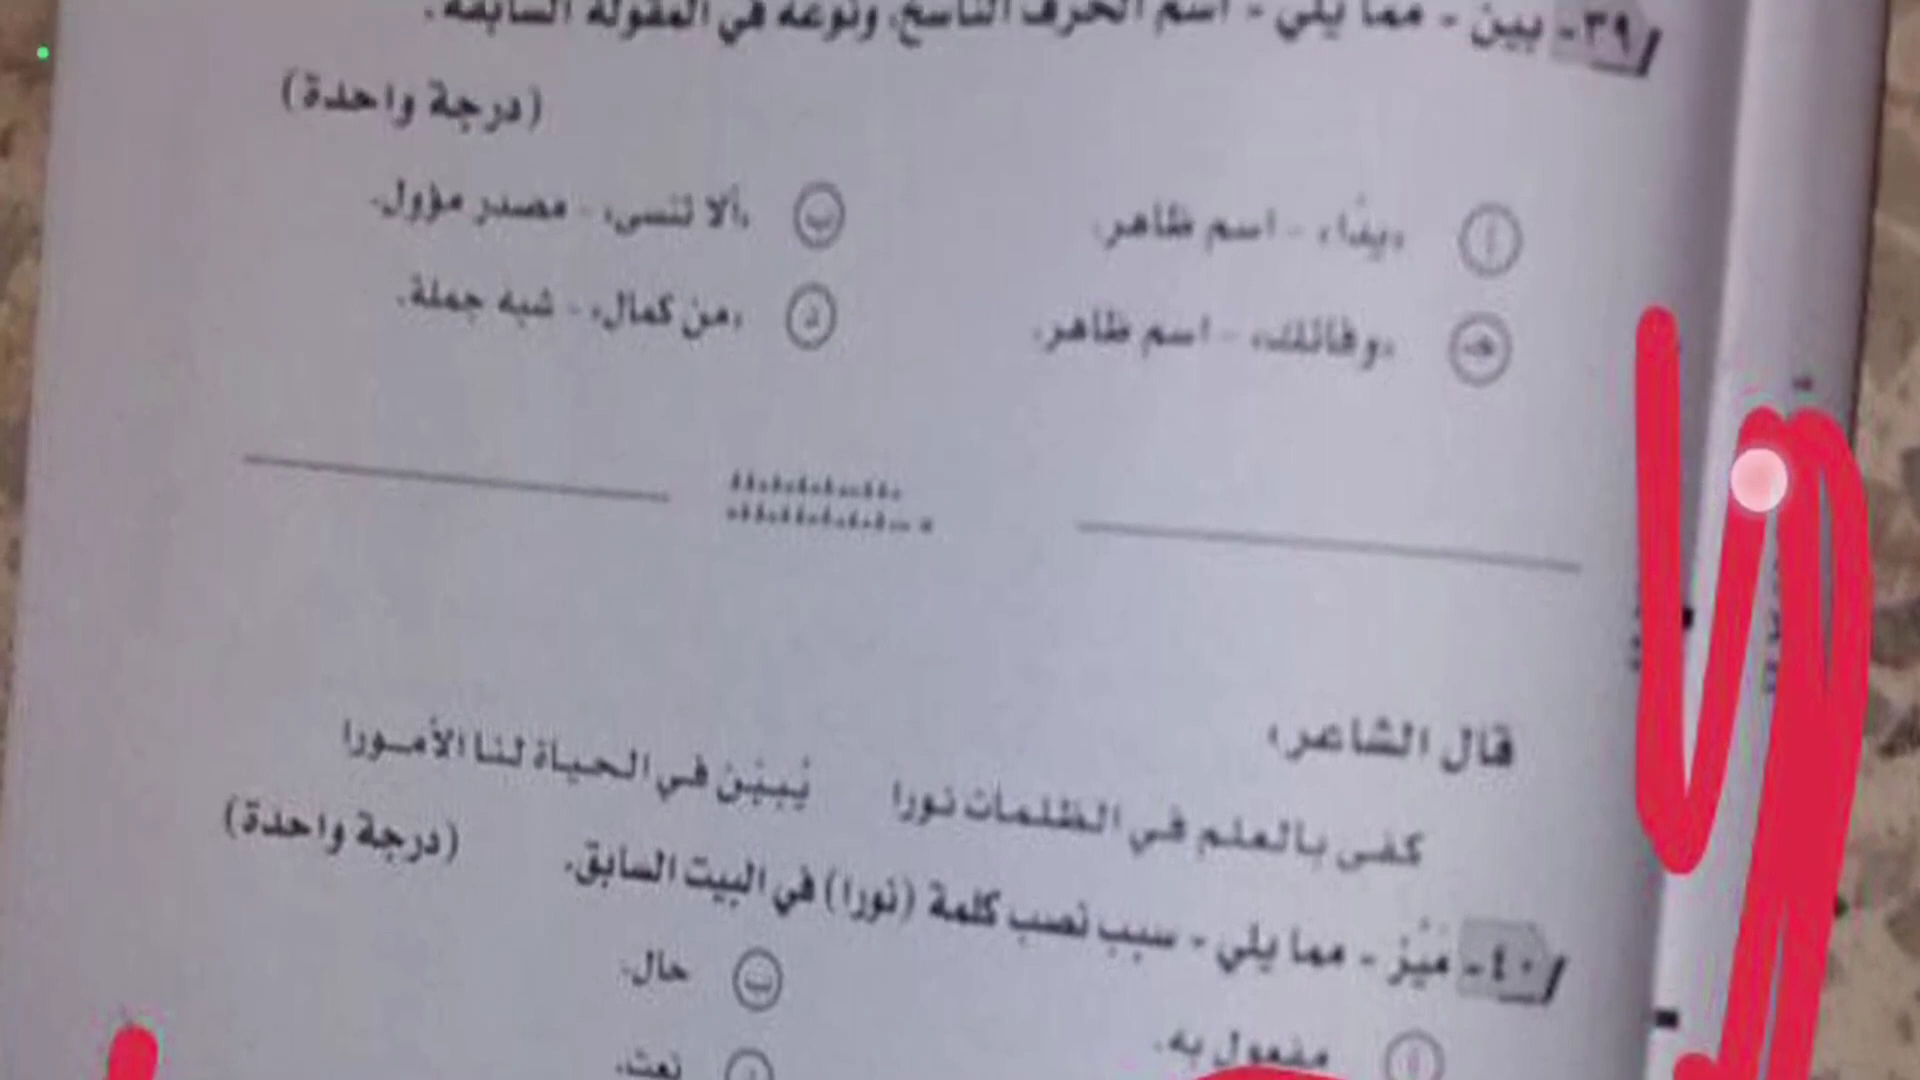 ٣٩- بين - مما يلي - اسم الحرف الناسخ، ونوعه في المقولة السابقة.
(درجة واحدة)
أ «يدًا» - اسم ظاهر.
ب «ألا تنسى» - مصدر مؤول.
ج «وفائك» - اسم ظاهر.
د «من كمال» - شبه جملة.
قال الشاعر:
كفى بالعلم في الظلمات نورا يُبيّن في الحياة لنا الأمورا
٤٠- مَيِّزْ - مما يلي - سبب نصب كلمة (نورا) في البيت السابق. (درجة واحدة)
أ مفعول به.
ب حال.
د نعت.